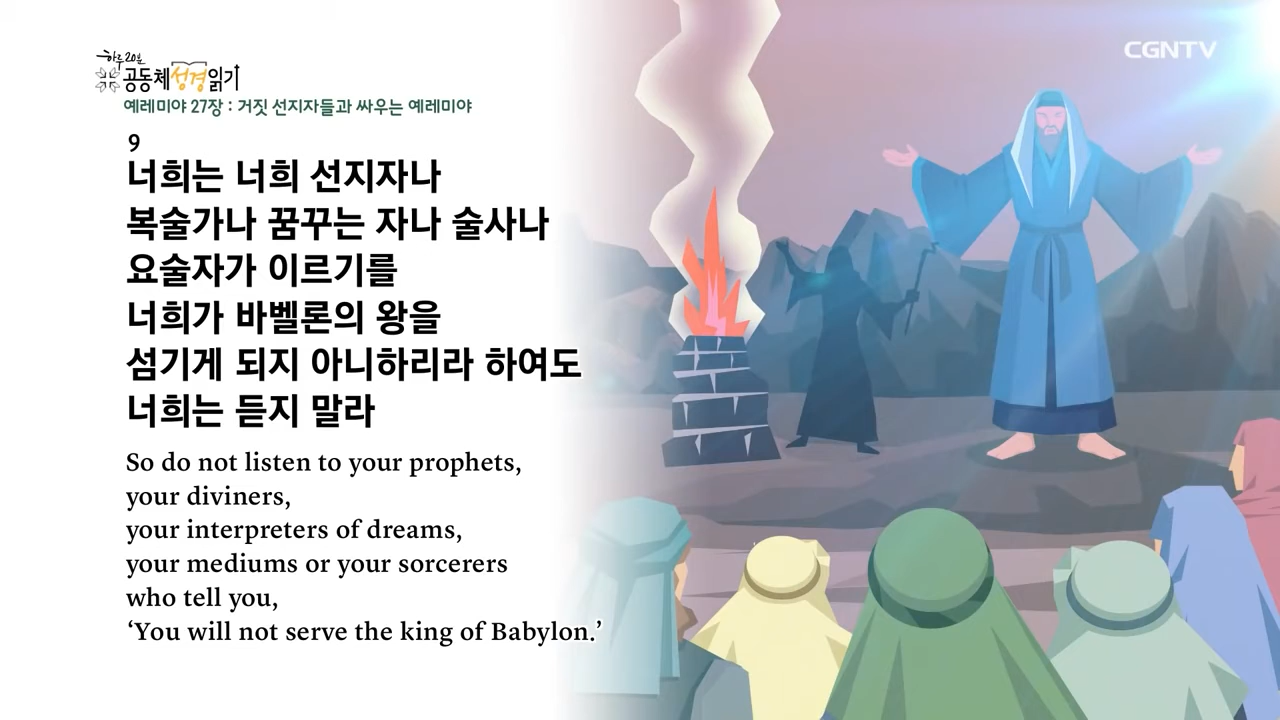 하루 20분
공동체성경읽기
CGNTV
예레미야 27장 : 거짓 선지자들과 싸우는 예레미야
9
너희는 너희 선지자나
복술가나 꿈꾸는 자나 술사나
요술자가 이르기를
너희가 바벨론의 왕을
섬기게 되지 아니하리라 하여도
너희는 듣지 말라
So do not listen to your prophets,
your diviners,
your interpreters of dreams,
your mediums or your sorcerers
who tell you,
‘You will not serve the king of Babylon.’